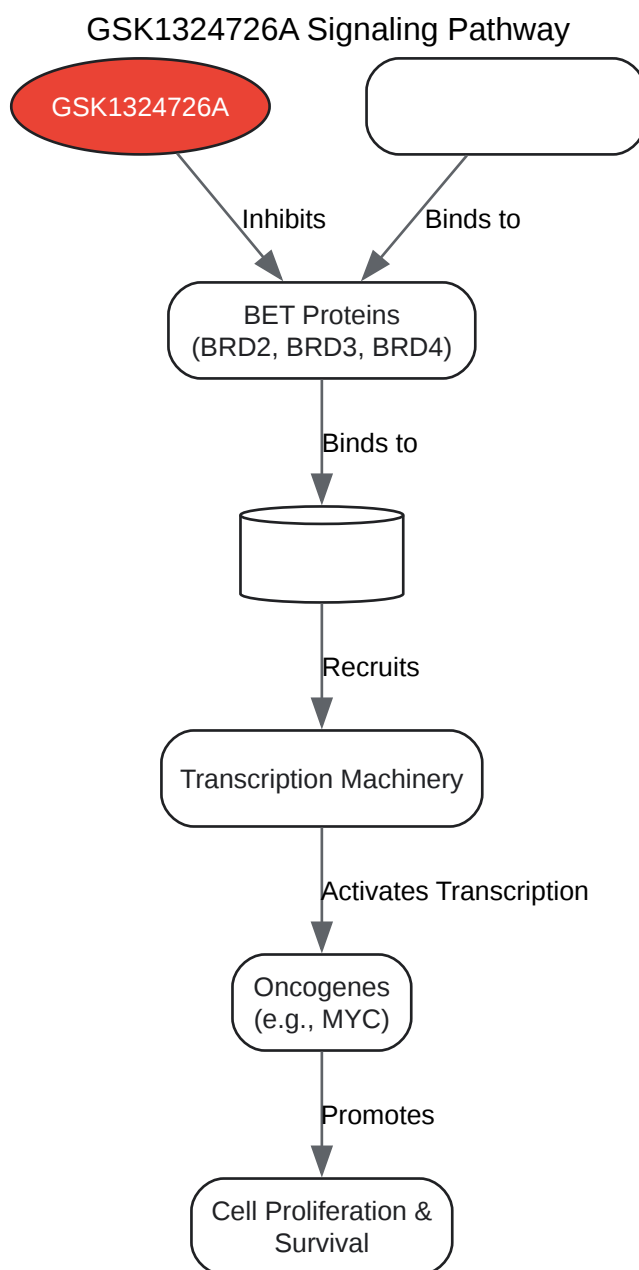 GSK1324726A Signaling Pathway
GSK1324726A
Inhibits
Binds to
BET Proteins
(BRD2, BRD3, BRD4)
Binds to
Recruits
Transcription Machinery
Activates Transcription
Oncogenes
(e.g., MYC)
Promotes
Cell Proliferation &
Survival